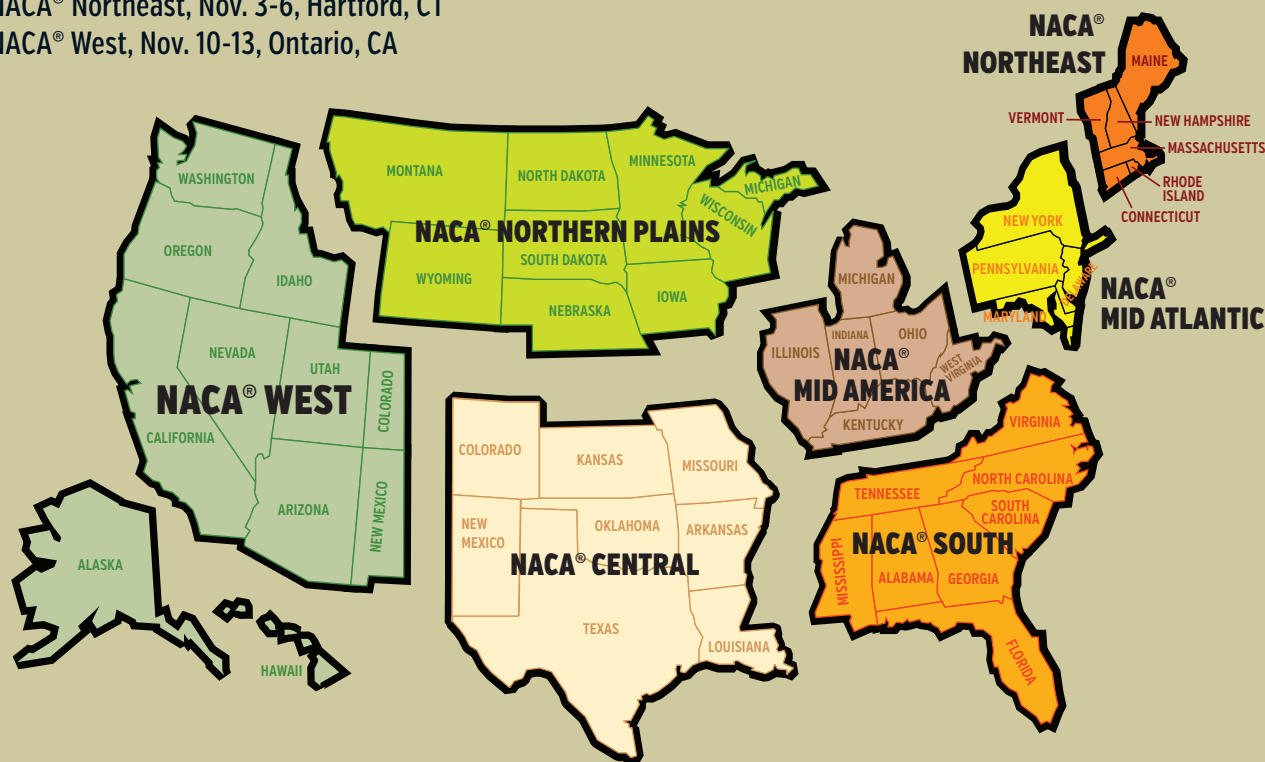 NACA® Northeast, Nov. 3-6, Hartford, CT
NACA® West, Nov. 10-13, Ontario, CA
NACA®
NORTHEAST
MAINE
VERMONT
NEW HAMPSHIRE
MASSACHUSETTS
RHODE
ISLAND
CONNECTICUT
NACA® WEST
WASHINGTON
OREGON
IDAHO
NEVADA
UTAH
COLORADO
CALIFORNIA
ARIZONA
NEW MEXICO
ALASKA
HAWAII
NACA® NORTHERN PLAINS
MONTANA
NORTH DAKOTA
MINNESOTA
MICHIGAN
WISCONSIN
WYOMING
SOUTH DAKOTA
NEBRASKA
IOWA
NACA®
MID AMERICA
MICHIGAN
ILLINOIS
INDIANA
OHIO
WEST
VIRGINIA
KENTUCKY
NACA®
MID ATLANTIC
NEW YORK
PENNSYLVANIA
DELAWARE
MARYLAND
NACA® CENTRAL
COLORADO
KANSAS
MISSOURI
NEW
MEXICO
OKLAHOMA
ARKANSAS
TEXAS
LOUISIANA
NACA® SOUTH
VIRGINIA
TENNESSEE
NORTH CAROLINA
SOUTH
CAROLINA
MISSISSIPPI
ALABAMA
GEORGIA
FLORIDA